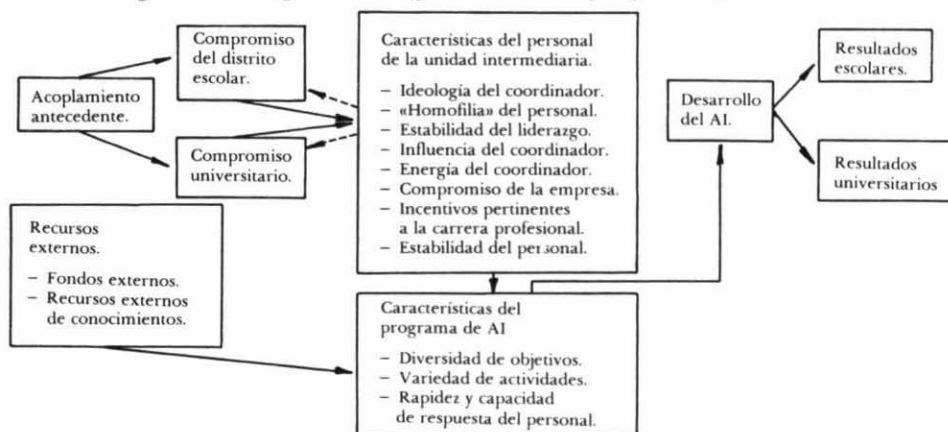 Acoplamiento
antecedente.
Compromiso
del distrito
escolar.
Compromiso
universitario.
Recursos
externos.
– Fondos externos.
– Recursos externos
de conocimientos.
Características del personal
de la unidad intermediaria.
– Ideología del coordinador.
– «Homofilia» del personal.
– Estabilidad del liderazgo.
– Influencia del coordinador.
– Energía del coordinador.
– Compromiso de la empresa.
– Incentivos pertinentes
a la carrera profesional.
– Estabilidad del personal.
Características del
programa de AI
– Diversidad de objetivos.
– Variedad de actividades.
– Rapidez y capacidad
de respuesta del personal.
Desarrollo
del AI.
Resultados
escolares.
Resultados
universitarios